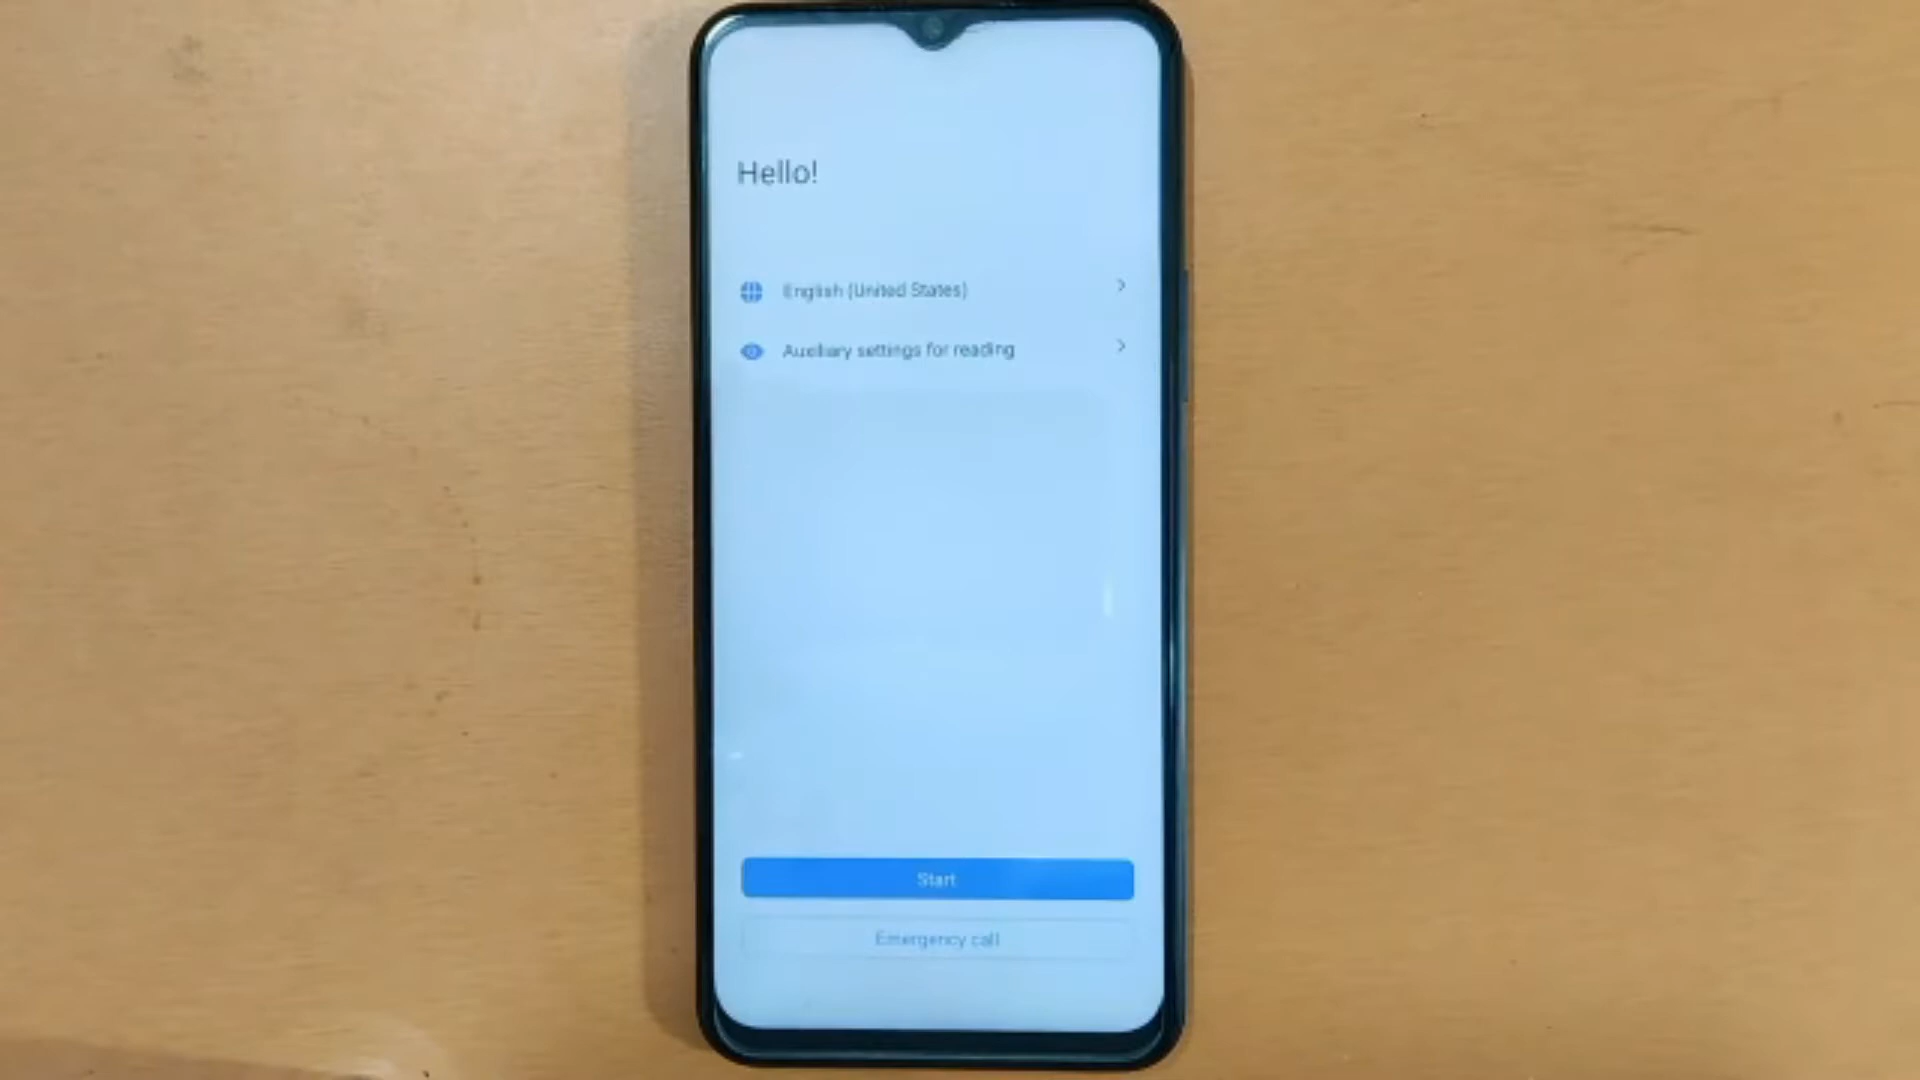 Hello!
English (United States)
Auxiliary settings for reading
Start
Emergency call